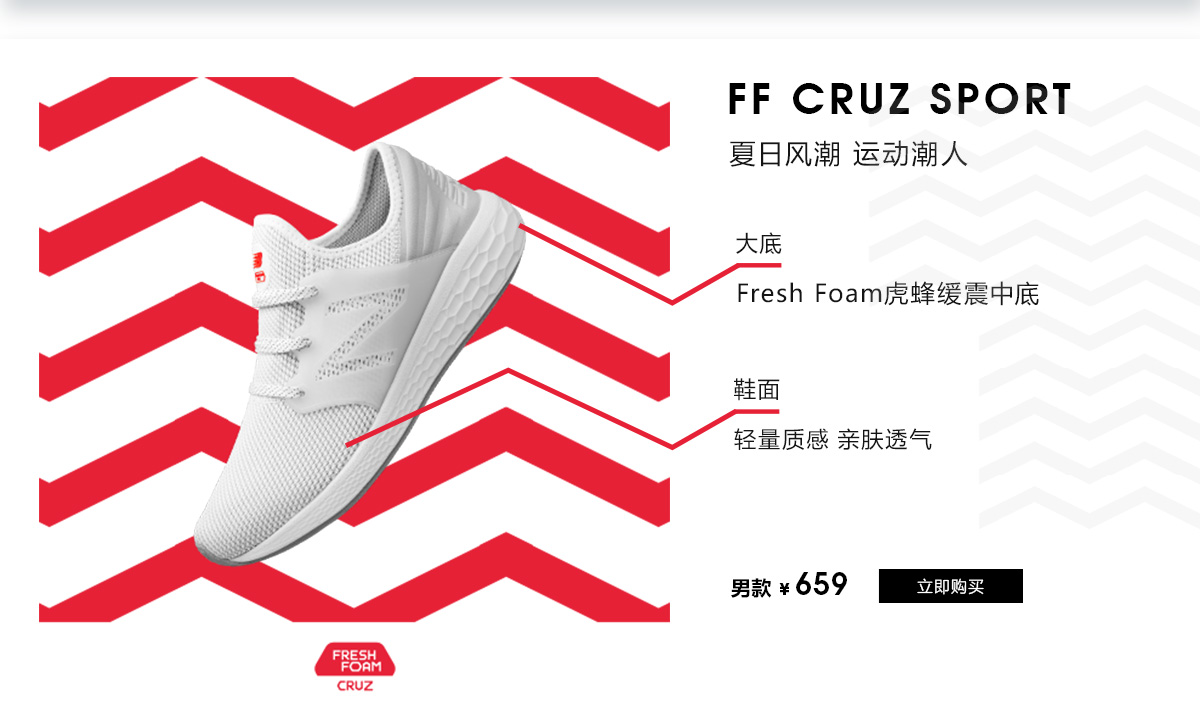 FF CRUZ SPORT
夏日风潮 运动潮人
大底
Fresh Foam虎蜂缓震中底
鞋面
轻量质感 亲肤透气
男款 ¥ 659
立即购买
FRESH
FOAM
CRUZ